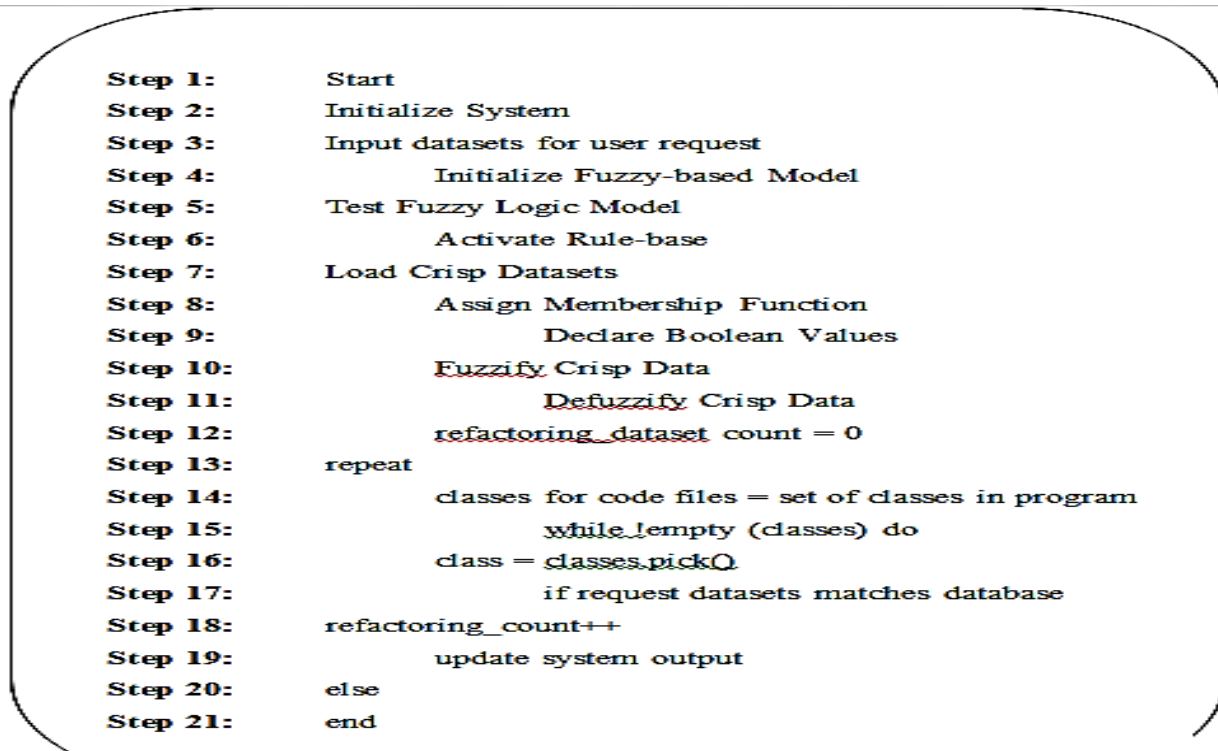 Step 1: Start
Step 2: Initialize System
Step 3: Input datasets for user request
Step 4: Initialize Fuzzy-based Model
Step 5: Test Fuzzy Logic Model
Step 6: Activate Rule-base
Step 7: Load Crisp Datasets
Step 8: Assign Membership Function
Step 9: Declare Boolean Values
Step 10: Fuzzify Crisp Data
Step 11: Defuzzify Crisp Data
Step 12: refactoring_dataset count = 0
Step 13: repeat
Step 14: classes for code files = set of classes in program
Step 15: while !empty (classes) do
Step 16: class = classes.pick()
Step 17: if request datasets matches database
Step 18: refactoring_count++
Step 19: update system output
Step 20: else
Step 21: end